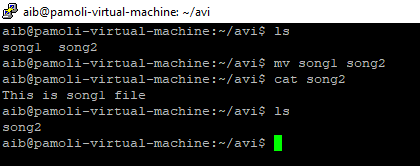 aib@pamoli-virtual-machine: ~/avi
aib@pamoli-virtual-machine:~/avi$ ls
song1  song2
aib@pamoli-virtual-machine:~/avi$ mv song1 song2
aib@pamoli-virtual-machine:~/avi$ cat song2
This is song1 file
aib@pamoli-virtual-machine:~/avi$ ls
song2
aib@pamoli-virtual-machine:~/avi$